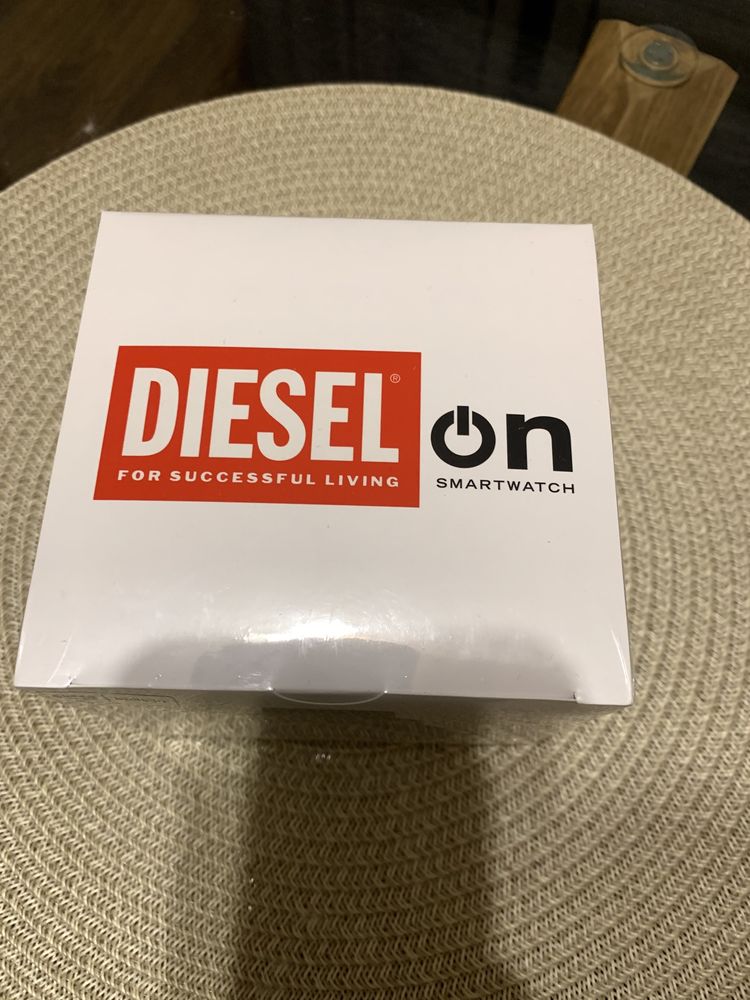 DIESEL®
FOR SUCCESSFUL LIVING
on
SMARTWATCH